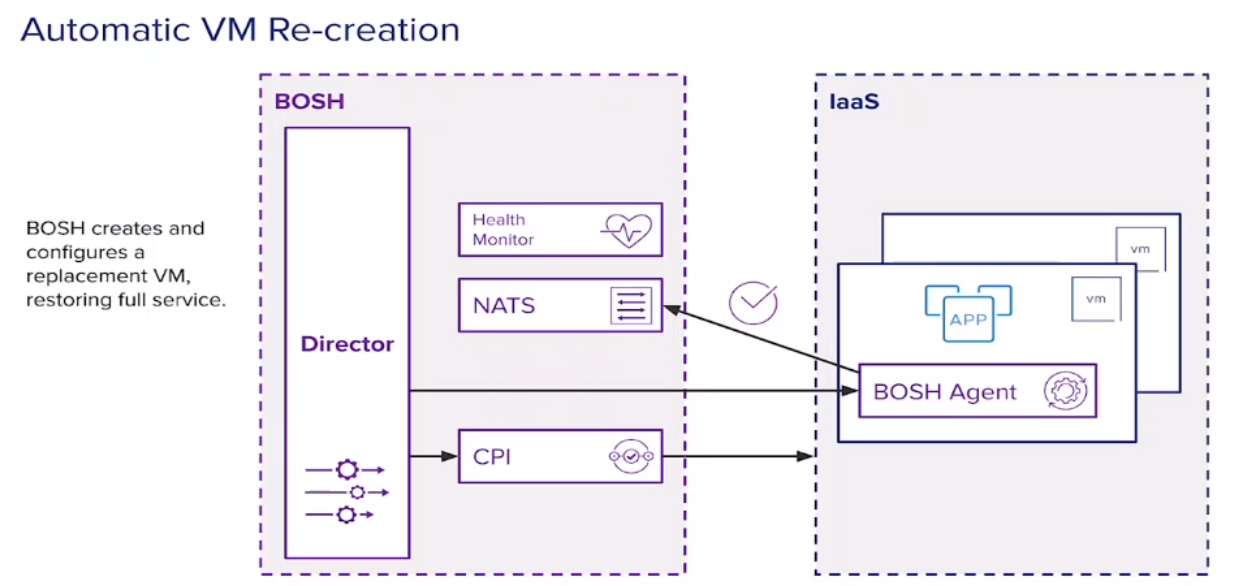 Automatic VM Re-creation
BOSH creates and
configures a
replacement VM,
restoring full service.
BOSH
Director
Health
Monitor
NATS
CPI
IaaS
vm
vm
APP
BOSH Agent